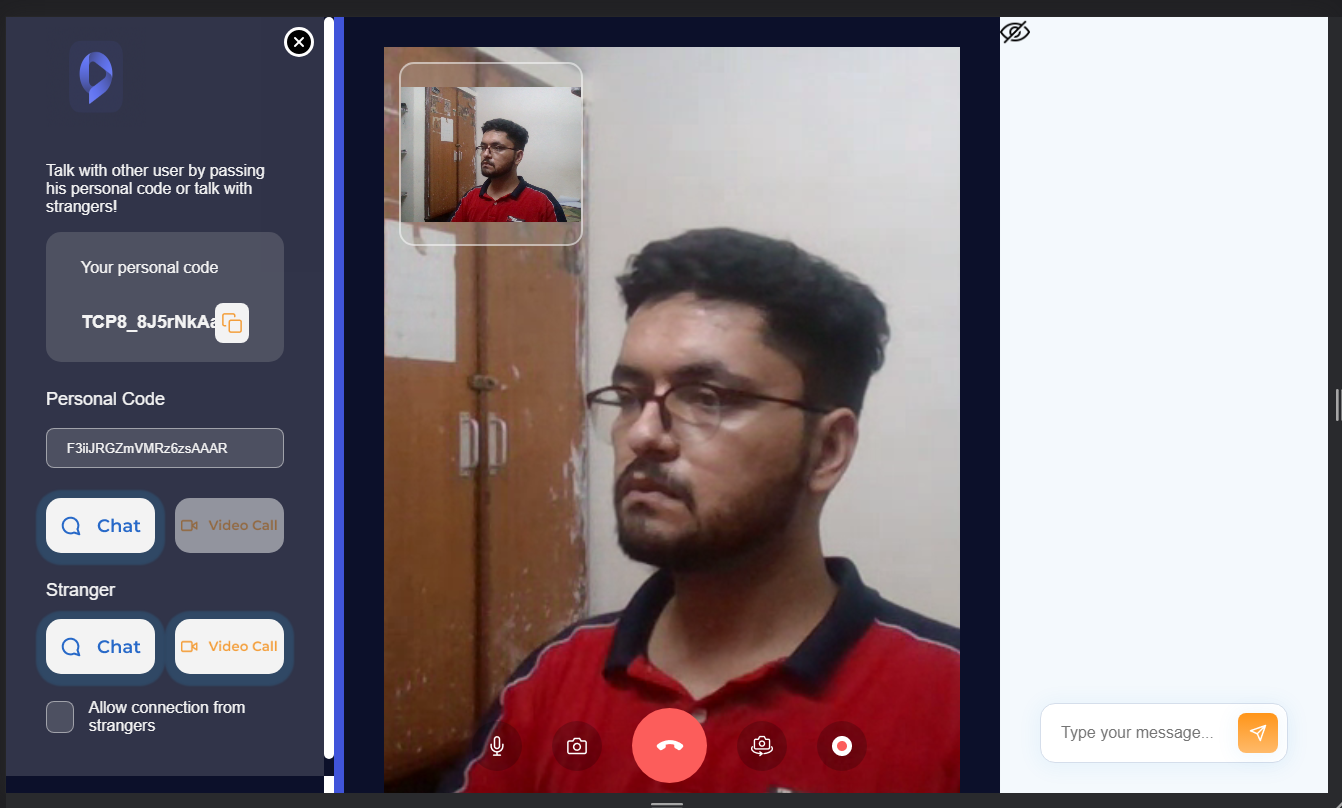 Talk with other user by passing
his personal code or talk with
strangers!
Your personal code
TCP8_8J5rNkAa
Personal Code
F3iiJRGZmVMRz6zsAAAR
Chat
Video Call
Stranger
Chat
Video Call
Allow connection from
strangers
Type your message...